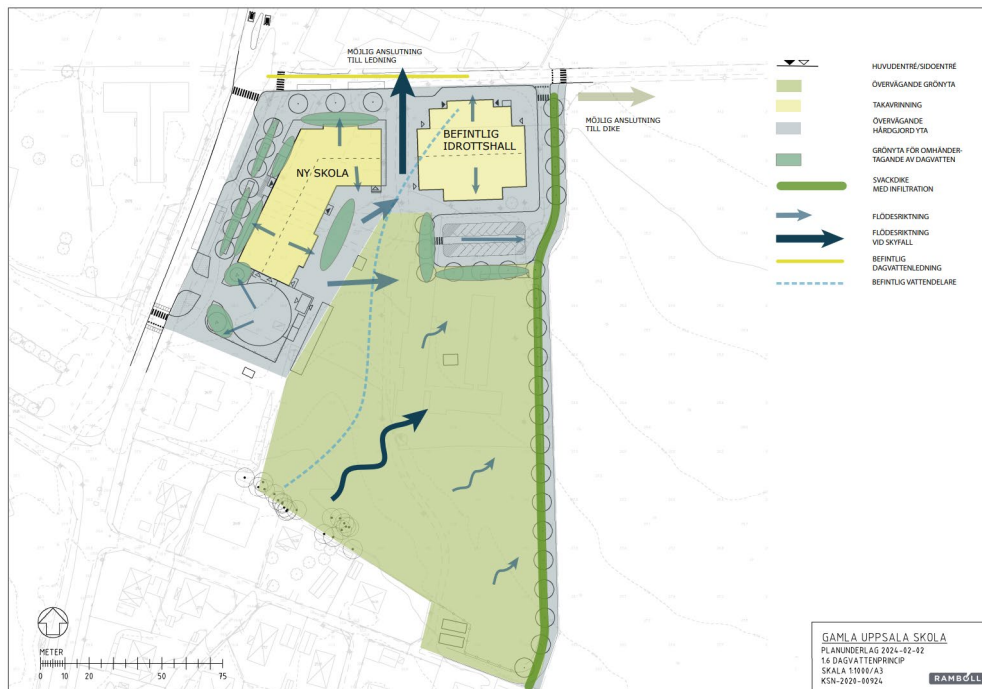 MÖJLIG ANSLUTNING
TILL LEDNING
BEFINTLIG
IDROTTSHALL
NY SKOLA
MÖJLIG ANSLUTNING
TILL DIKE
HUVUDENTRÉ/SIDOENTRÉ
ÖVERVÄGANDE GRÖNYTA
TAKAVRINNING
ÖVERVÄGANDE
HÅRDGJORD YTA
GRÖNYTA FÖR OMHÄNDER-
TAGANDE AV DAGVATTEN
SVACKDIKE
MED INFILTRATION
FLÖDESRIKTNING
FLÖDESRIKTNING
VID SKYFALL
BEFINTLIG
DAGVATTENLEDNING
BEFINTLIG VATTENDELARE
METER
0 10 20 50 75
GAMLA UPPSALA SKOLA
PLANUNDERLAG 2024-02-02
1.6 DAGVATTENPRINCIP
SKALA 1:1000/A3
KSN-2020-00924
RAMBOLL